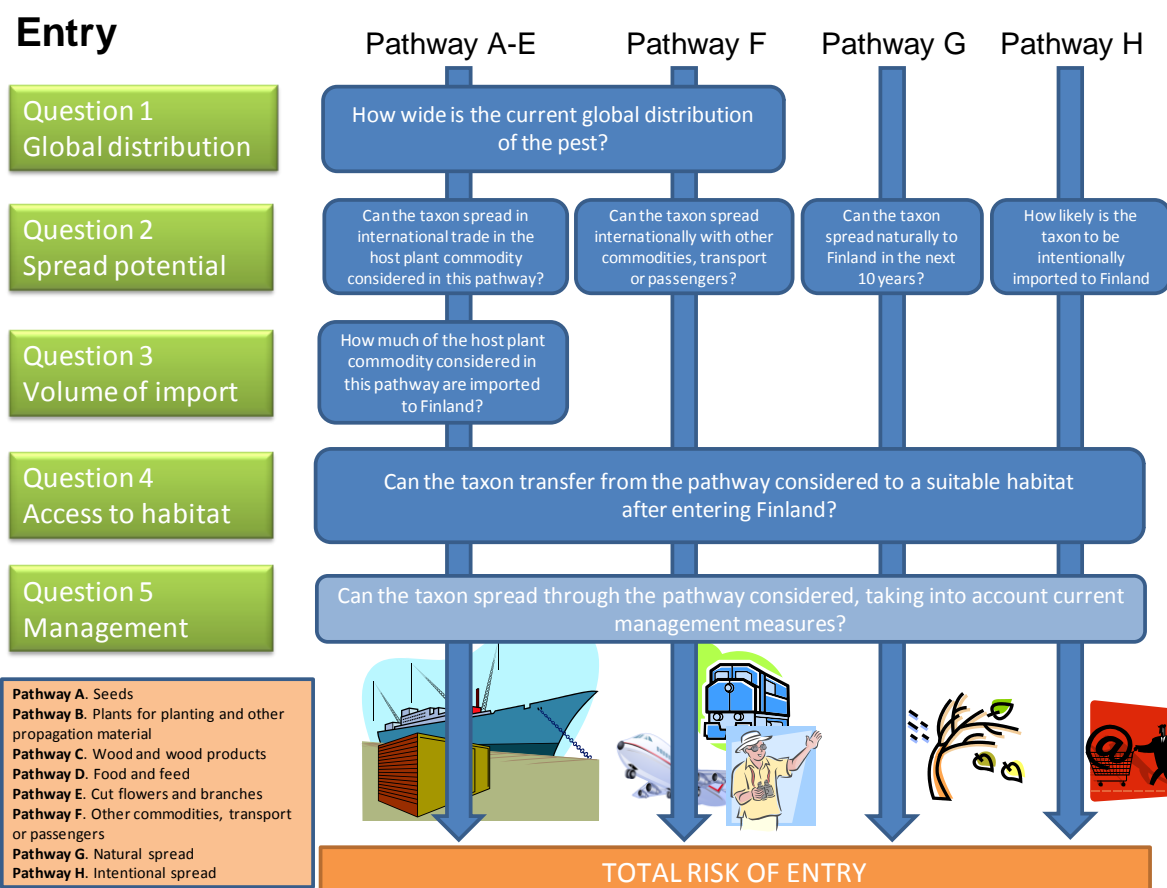 Entry
Pathway A-E
Pathway F
Pathway G
Pathway H
Question 1
Global distribution
How wide is the current global distribution
of the pest?
Question 2
Spread potential
Can the taxon spread in
international trade in the
host plant commodity
considered in this pathway?
Can the taxon spread
internationally with other
commodities, transport
or passengers?
Can the taxon
spread naturally to
Finland in the next
10 years?
How likely is the
taxon to be
intentionally
imported to Finland
Question 3
Volume of import
How much of the host plant
commodity considered in
this pathway are imported
to Finland?
Question 4
Access to habitat
Can the taxon transfer from the pathway considered to a suitable habitat
after entering Finland?
Question 5
Management
Can the taxon spread through the pathway considered, taking into account current
management measures?
Pathway A. Seeds
Pathway B. Plants for planting and other
propagation material
Pathway C. Wood and wood products
Pathway D. Food and feed
Pathway E. Cut flowers and branches
Pathway F. Other commodities, transport
or passengers
Pathway G. Natural spread
Pathway H. Intentional spread
@
TOTAL RISK OF ENTRY